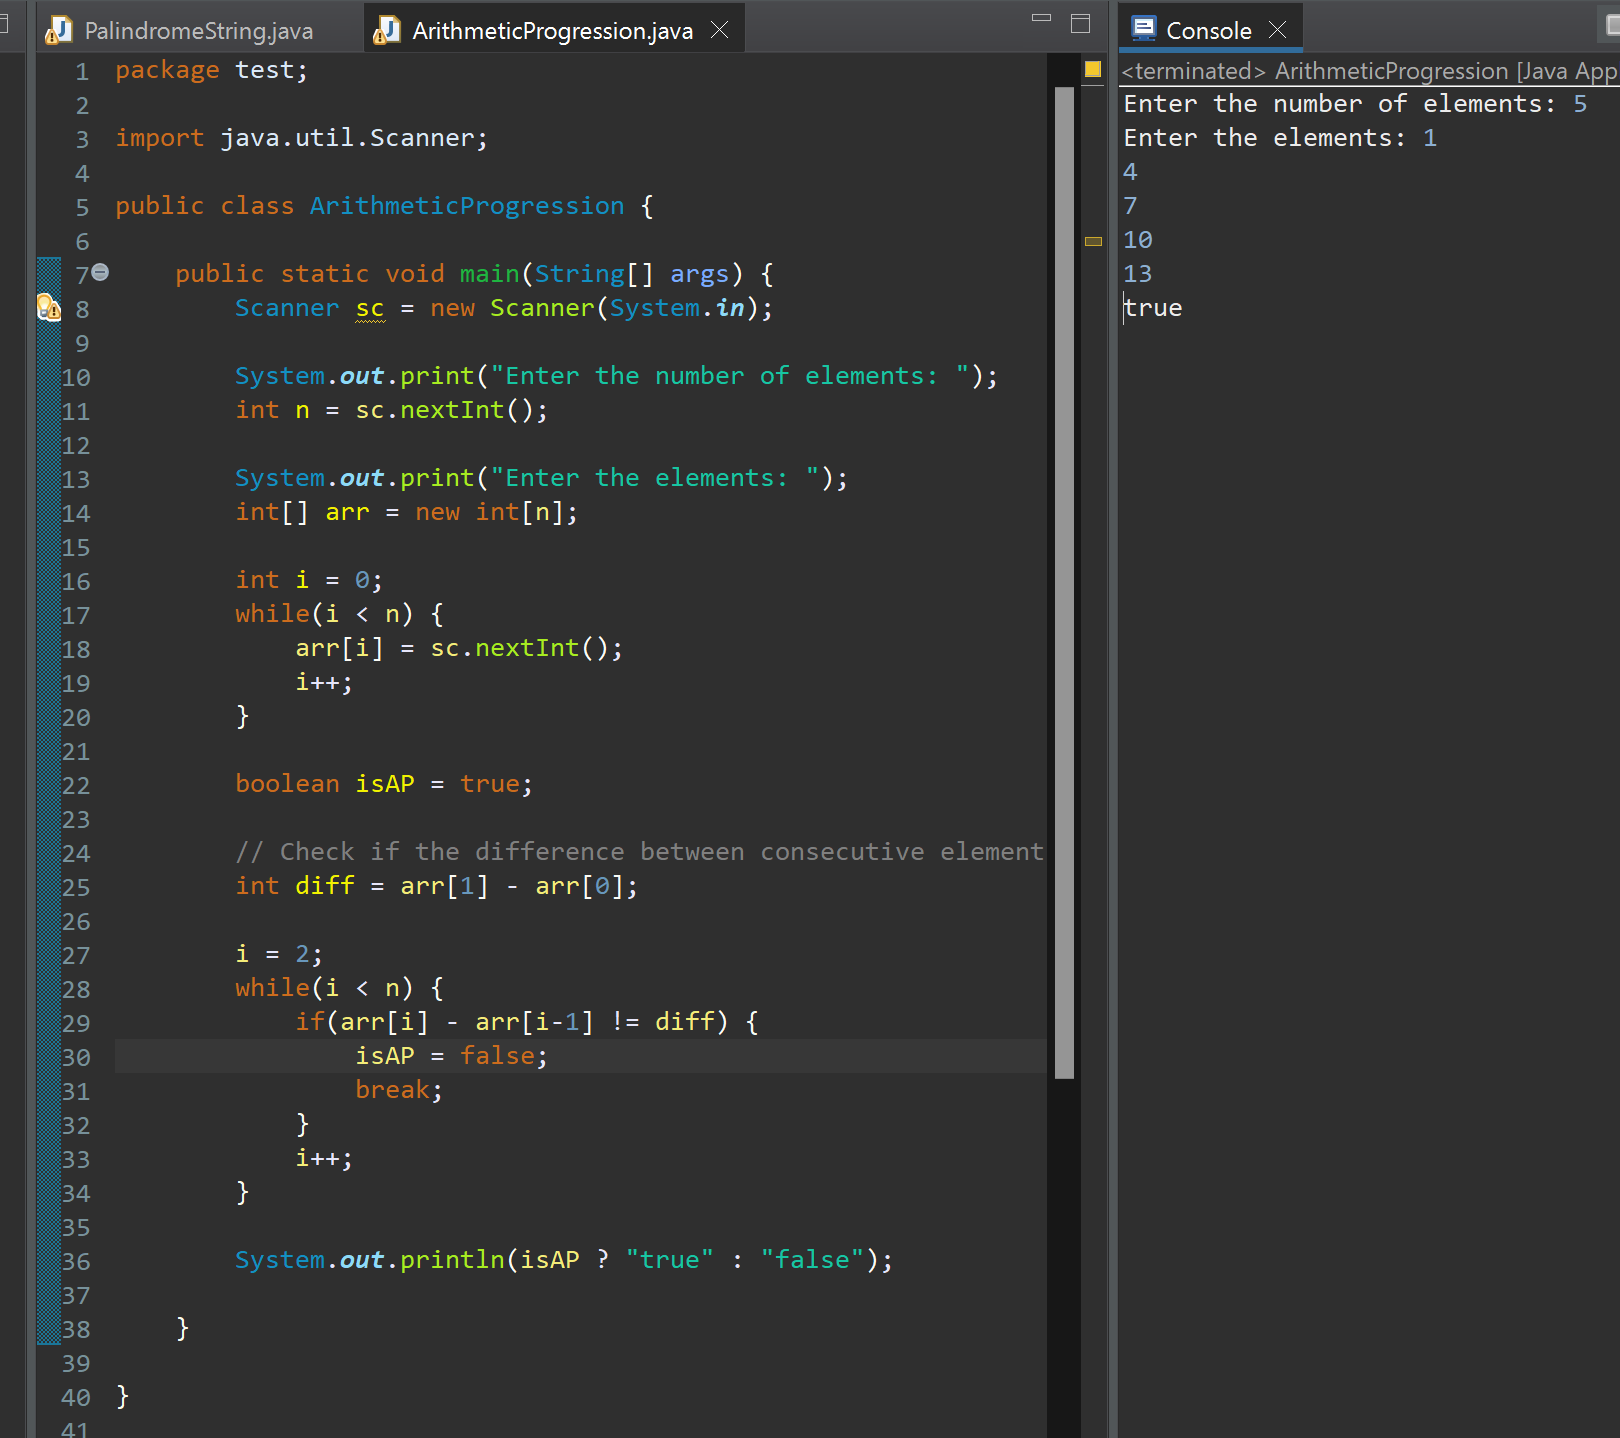 PalindromeString.java
ArithmeticProgression.java
1 package test;
2
3 import java.util.Scanner;
4
5 public class ArithmeticProgression {
6
7     public static void main(String[] args) {
8         Scanner sc = new Scanner(System.in);
9
10         System.out.print("Enter the number of elements: ");
11         int n = sc.nextInt();
12
13         System.out.print("Enter the elements: ");
14         int[] arr = new int[n];
15
16         int i = 0;
17         while(i < n) {
18             arr[i] = sc.nextInt();
19             i++;
20         }
21
22         boolean isAP = true;
23
24         // Check if the difference between consecutive element
25         int diff = arr[1] - arr[0];
26
27         i = 2;
28         while(i < n) {
29             if(arr[i] - arr[i-1] != diff) {
30                 isAP = false;
31                 break;
32             }
33             i++;
34         }
35
36         System.out.println(isAP ? "true" : "false");
37
38     }
39
40 }
41
Console
<terminated> ArithmeticProgression [Java App
Enter the number of elements: 5
Enter the elements: 1
4
7
10
13
true